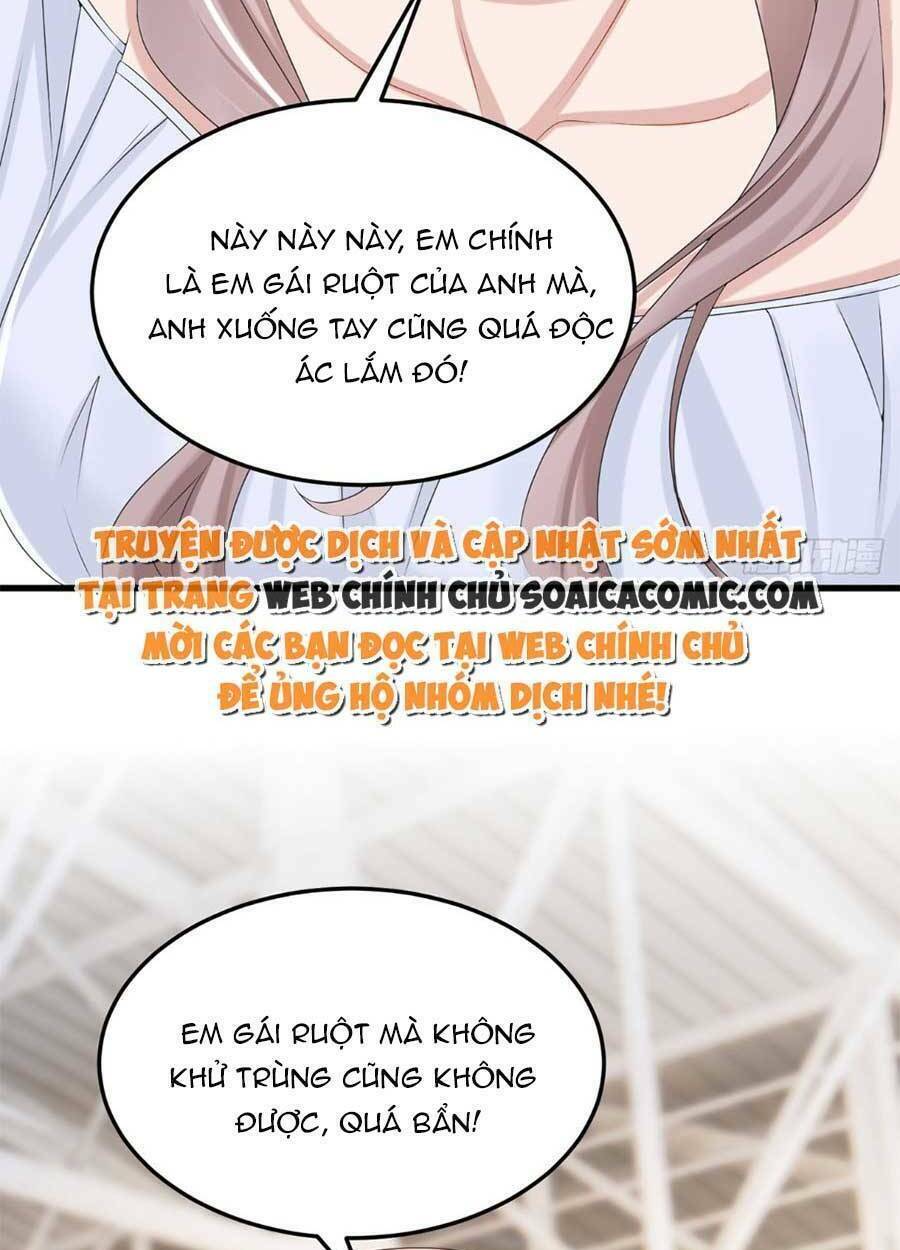 NÀY NÀY NÀY, EM CHÍNH
LÀ EM GÁI RUỘT CỦA ANH MÀ,
ANH XUỐNG TAY CŨNG QUÁ ĐỘC
ÁC LẮM ĐÓ!
TRUYỆN ĐƯỢC DỊCH VÀ CẬP NHẬT SỚM NHẤT
TẠI TRANG WEB CHÍNH CHỦ SOAICACOMIC.COM
MỜI CÁC BẠN ĐỌC TẠI WEB CHÍNH CHỦ
ĐỂ ỦNG HỘ NHÓM DỊCH NHÉ!
EM GÁI RUỘT MÀ KHÔNG
KHỬ TRÙNG CŨNG KHÔNG
ĐƯỢC, QUÁ BẨN!